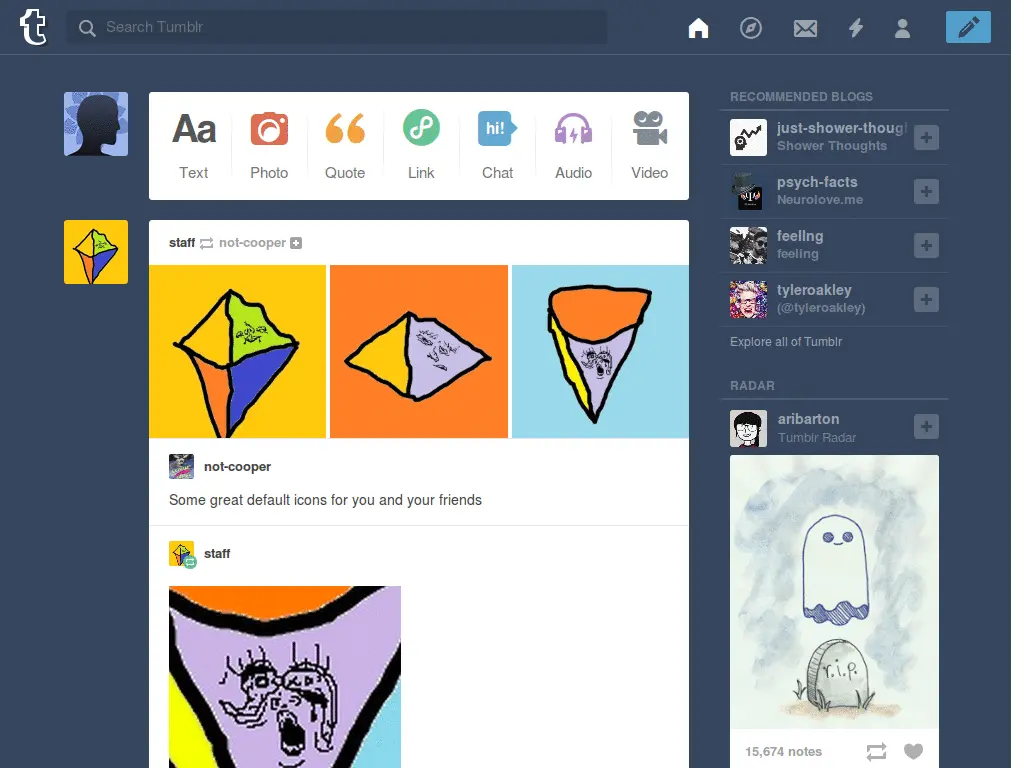 t
Search Tumblr
Aa
hi!
Text
Photo
Quote
Link
Chat
Audio
Video
staff not-cooper
not-cooper
Some great default icons for you and your friends
staff
RECOMMENDED BLOGS
just-shower-thoug
Shower Thoughts
psych-facts
Neurolove.me
feellng
feeling
tyleroakley
(@tyleroakley)
Explore all of Tumblr
RADAR
aribarton
Tumblr Radar
r.i.p.
15,674 notes